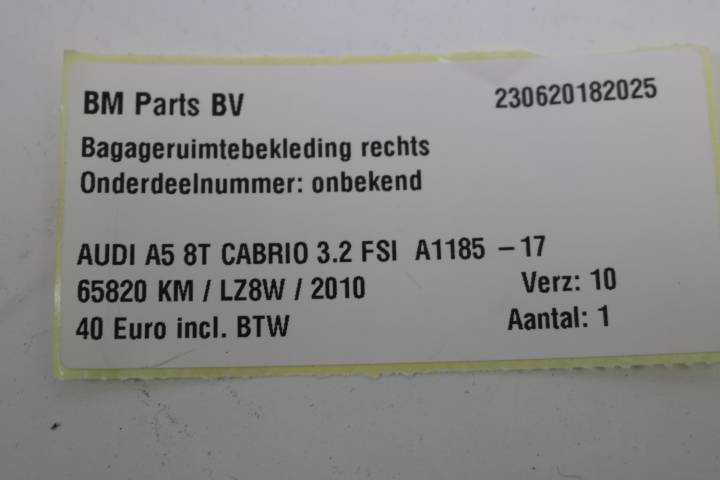 BM Parts BV 230620182025
Bagageruimtebekleding rechts
Onderdeelnummer: onbekend
AUDI A5 8T CABRIO 3.2 FSI A1185 – 17
65820 KM / LZ8W / 2010 Verz: 10
40 Euro incl. BTW Aantal: 1